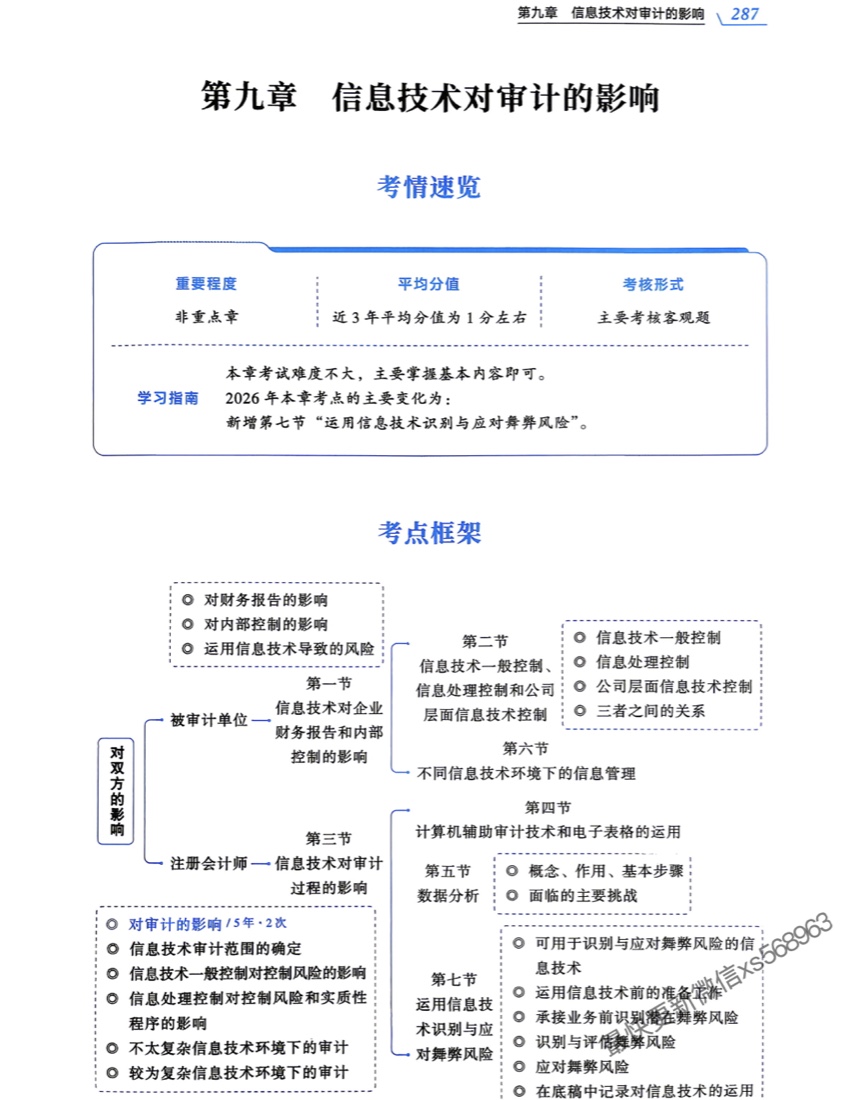 第九章 信息技术对审计的影响 287
第九章 信息技术对审计的影响
考情速览
重要程度 平均分值 考核形式
非重点章 近3年平均分值为1分左右 主要考核客观题
学习指南
本章考试难度不大，主要掌握基本内容即可。
2026年本章考点的主要变化为：
新增第七节“运用信息技术识别与应对舞弊风险”。
考点框架
对双方的影响
被审计单位
◎ 对财务报告的影响
◎ 对内部控制的影响
◎ 运用信息技术导致的风险
第一节
信息技术对企业
财务报告和内部
控制的影响
第二节
信息技术一般控制、
信息处理控制和公司
层面信息技术控制
◎ 信息技术一般控制
◎ 信息处理控制
◎ 公司层面信息技术控制
◎ 三者之间的关系
第六节
不同信息技术环境下的信息管理
注册会计师
第三节
信息技术对审计
过程的影响
◎ 对审计的影响/5年·2次
◎ 信息技术审计范围的确定
◎ 信息技术一般控制对控制风险的影响
◎ 信息处理控制对控制风险和实质性
程序的影响
◎ 不太复杂信息技术环境下的审计
◎ 较为复杂信息技术环境下的审计
第四节
计算机辅助审计技术和电子表格的运用
第五节
数据分析
◎ 概念、作用、基本步骤
◎ 面临的主要挑战
第七节
运用信息技
术识别与应
对舞弊风险
◎ 可用于识别与应对舞弊风险的信
息技术
◎ 运用信息技术前的准备工作
◎ 承接业务前识别潜在舞弊风险
◎ 识别与评估舞弊风险
◎ 应对舞弊风险
◎ 在底稿中记录对信息技术的运用
最快更新微信xs568963